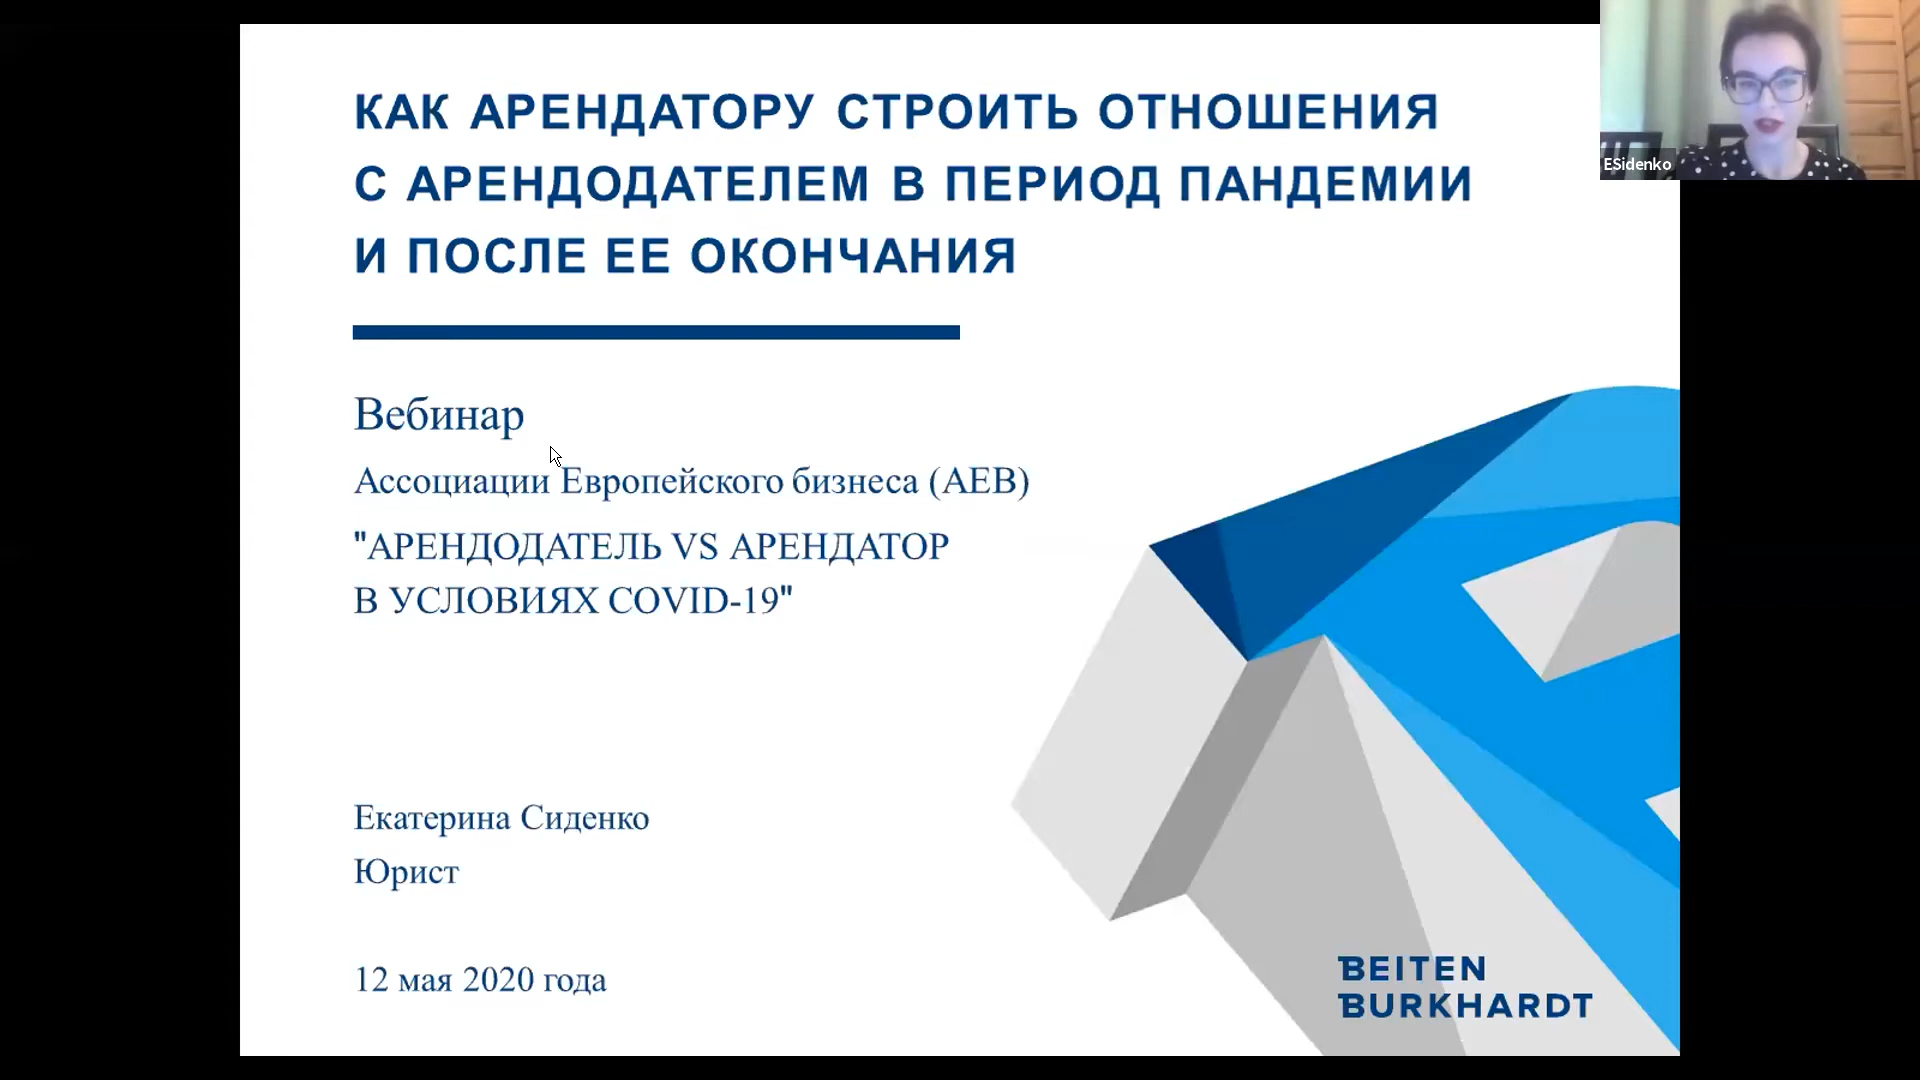 КАК АРЕНДАТОРУ СТРОИТЬ ОТНОШЕНИЯ
С АРЕНДОДАТЕЛЕМ В ПЕРИОД ПАНДЕМИИ
И ПОСЛЕ ЕЕ ОКОНЧАНИЯ
ESidenko
Вебинар
Ассоциации Европейского бизнеса (АЕВ)
"АРЕНДОДАТЕЛЬ VS АРЕНДАТОР
В УСЛОВИЯХ COVID-19"
Екатерина Сиденко
Юрист
12 мая 2020 года
BEITEN
BURKHARDT